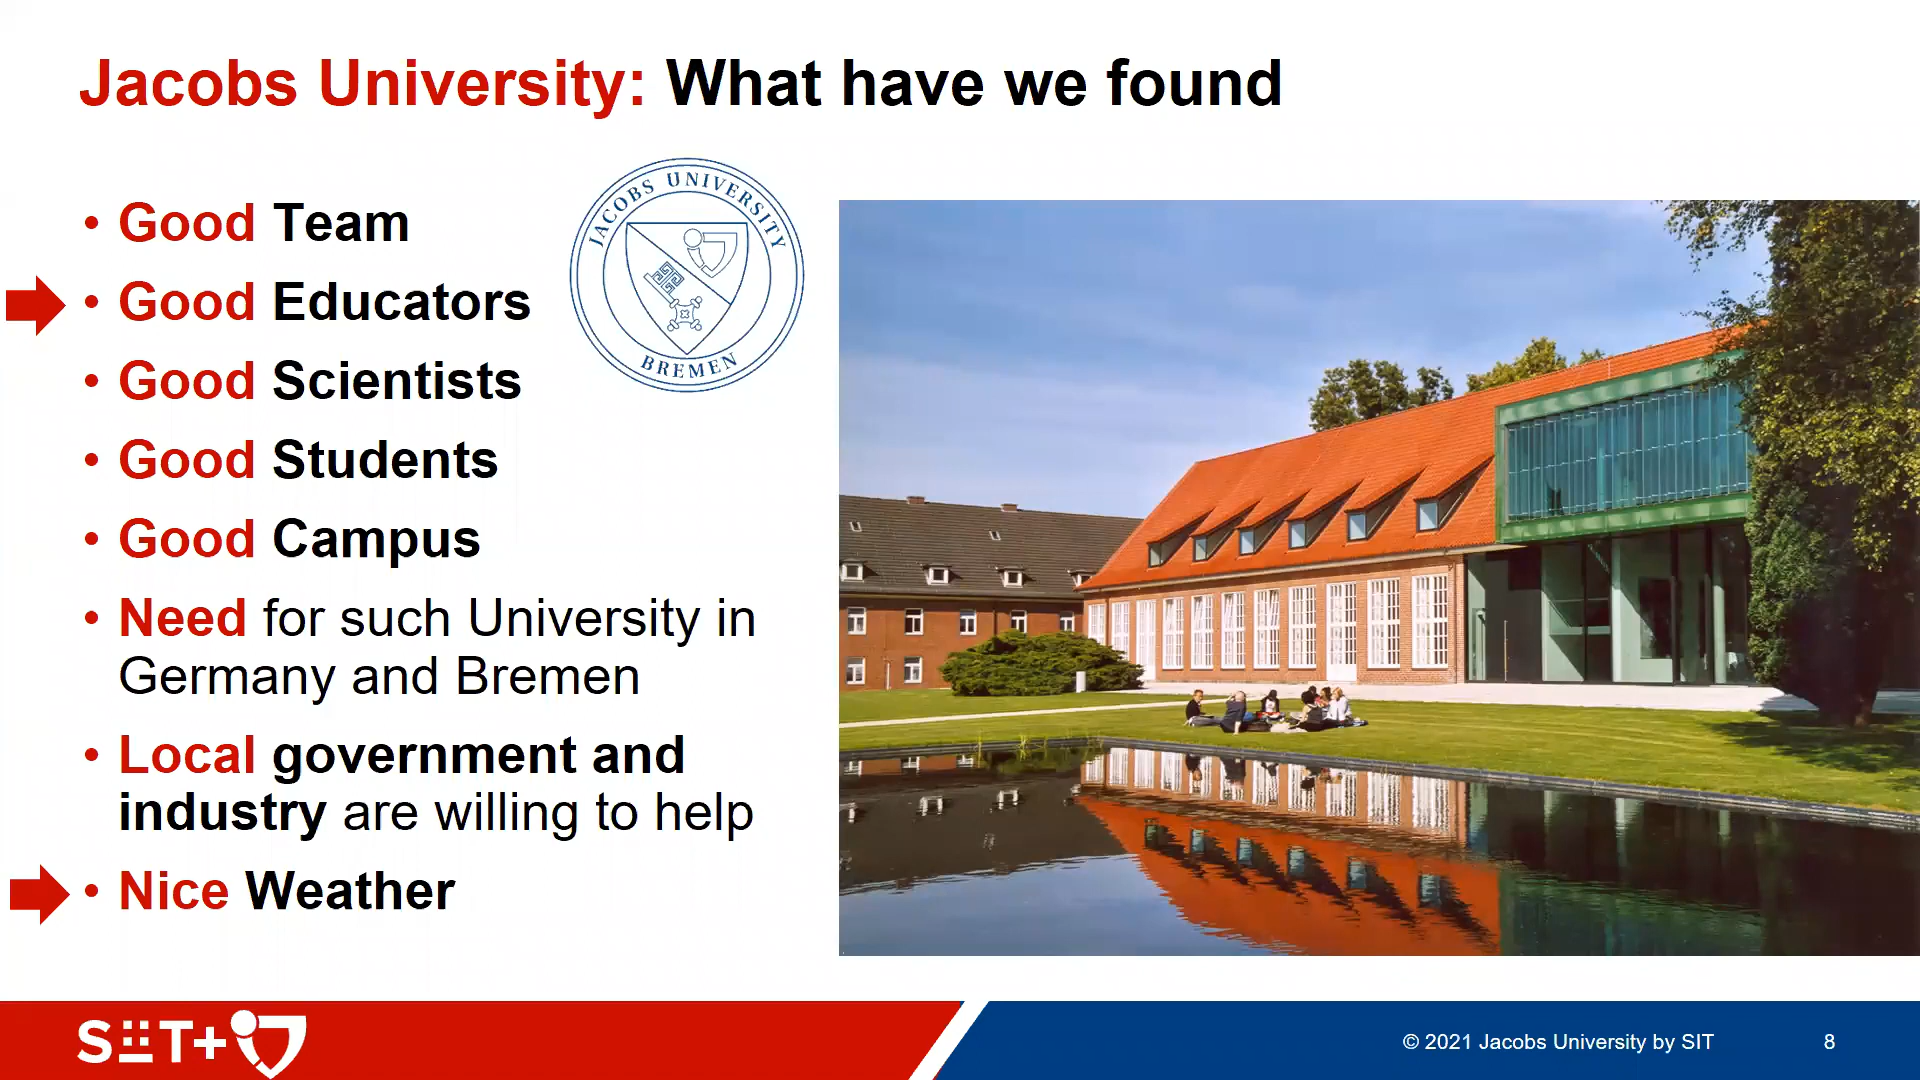 Jacobs University: What have we found
• Good Team
• Good Educators
• Good Scientists
• Good Students
• Good Campus
• Need for such University in
Germany and Bremen
• Local government and
industry are willing to help
• Nice Weather
JACOBS UNIVERSITY
BREMEN
SIT+
© 2021 Jacobs University by SIT
8